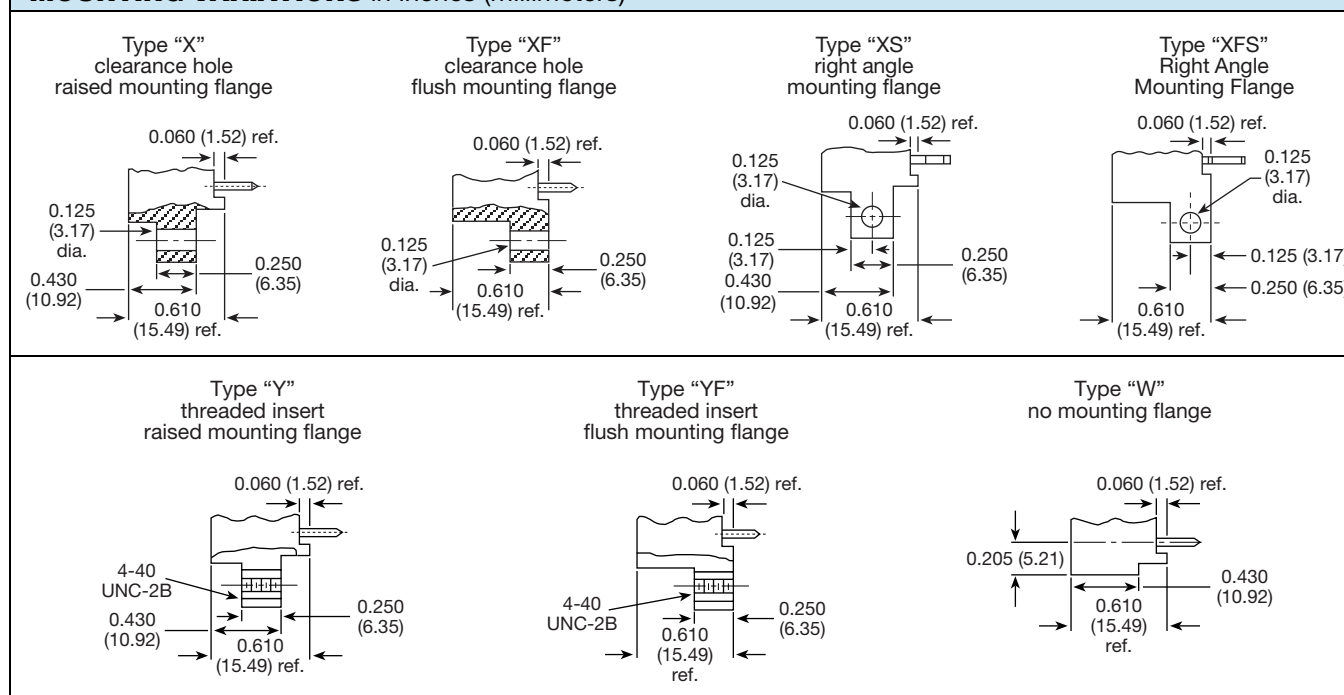 MOUNTING VARIATIONS in inches (millimeters)
Type “X”
clearance hole
raised mounting flange
0.060 (1.52) ref.
0.125
(3.17)
dia.
0.430
(10.92)
0.250
(6.35)
0.610
(15.49) ref.
Type “XF”
clearance hole
flush mounting flange
0.060 (1.52) ref.
0.125
(3.17)
dia.
0.250
(6.35)
0.610
(15.49) ref.
Type “XS”
right angle
mounting flange
0.060 (1.52) ref.
0.125
(3.17)
dia.
0.125
(3.17)
0.430
(10.92)
0.250
(6.35)
0.610
(15.49) ref.
Type “XFS”
Right Angle
Mounting Flange
0.060 (1.52) ref.
0.125
(3.17)
dia.
0.125 (3.17
0.250 (6.35
0.610
(15.49) ref.
Type “Y”
threaded insert
raised mounting flange
0.060 (1.52) ref.
4-40
UNC-2B
0.430
(10.92)
0.250
(6.35)
0.610
(15.49) ref.
Type “YF”
threaded insert
flush mounting flange
0.060 (1.52) ref.
4-40
UNC-2B
0.250
(6.35)
0.610
(15.49)
ref.
Type “W”
no mounting flange
0.060 (1.52) ref.
0.205 (5.21)
0.430
(10.92)
0.610
(15.49)
ref.